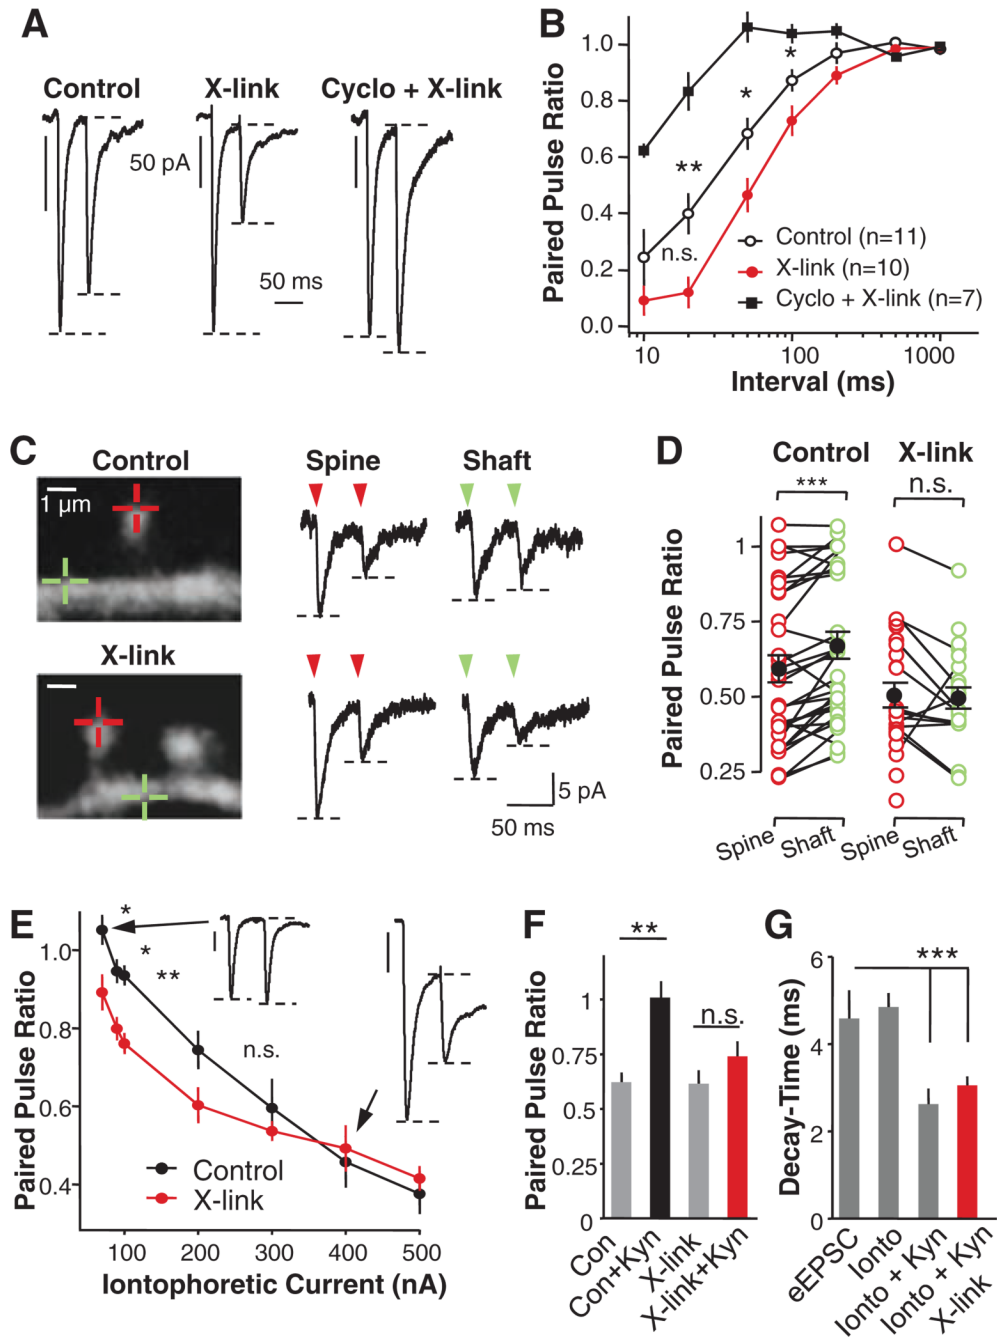 A
Control
X-link
Cyclo + X-link
50 pA
50 ms
B
Paired Pulse Ratio
1.0
0.8
0.6
0.4
0.2
0.0
*
*
**
n.s.
Control (n=11)
X-link (n=10)
Cyclo + X-link (n=7)
10
100
1000
Interval (ms)
C
Control
1 µm
X-link
Spine
Shaft
5 pA
50 ms
D
Control
X-link
***
n.s.
Paired Pulse Ratio
1
0.75
0.50
0.25
Spine
Shaft
Spine
Shaft
E
Paired Pulse Ratio
1.0
0.8
0.6
0.4
*
*
**
n.s.
Control
X-link
100
200
300
400
500
Iontophoretic Current (nA)
F
Paired Pulse Ratio
**
n.s.
1
0.75
0.5
0.25
0
Con
Con+Kyn
X-link
X-link+Kyn
G
Decay-Time (ms)
***
6
4
2
0
eEPSC
Ionto
Ionto + Kyn
Ionto + Kyn
X-link